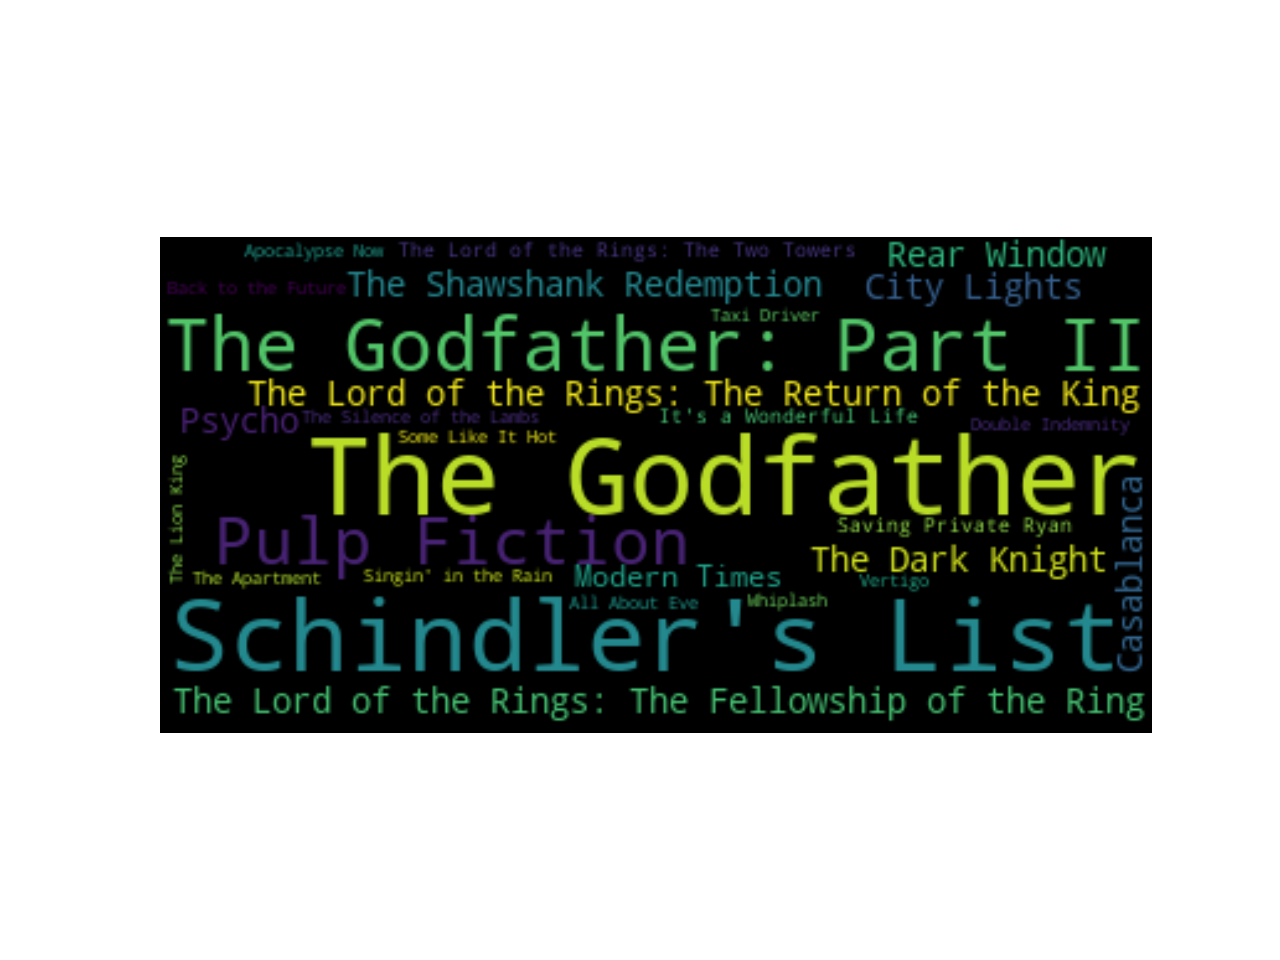 Apocalypse Now
The Lord of the Rings: The Two Towers
Rear Window
Back to the Future
The Shawshank Redemption
City Lights
Taxi Driver
The Godfather: Part II
The Lord of the Rings: The Return of the King
Psycho
The Silence of the Lambs
It's a Wonderful Life
Double Indemnity
Some Like It Hot
The Godfather
The Lion King
Casablanca
Saving Private Ryan
Pulp Fiction
The Dark Knight
The Apartment
Singin' in the Rain
Modern Times
Vertigo
All About Eve
Whiplash
Schindler's List
The Lord of the Rings: The Fellowship of the Ring